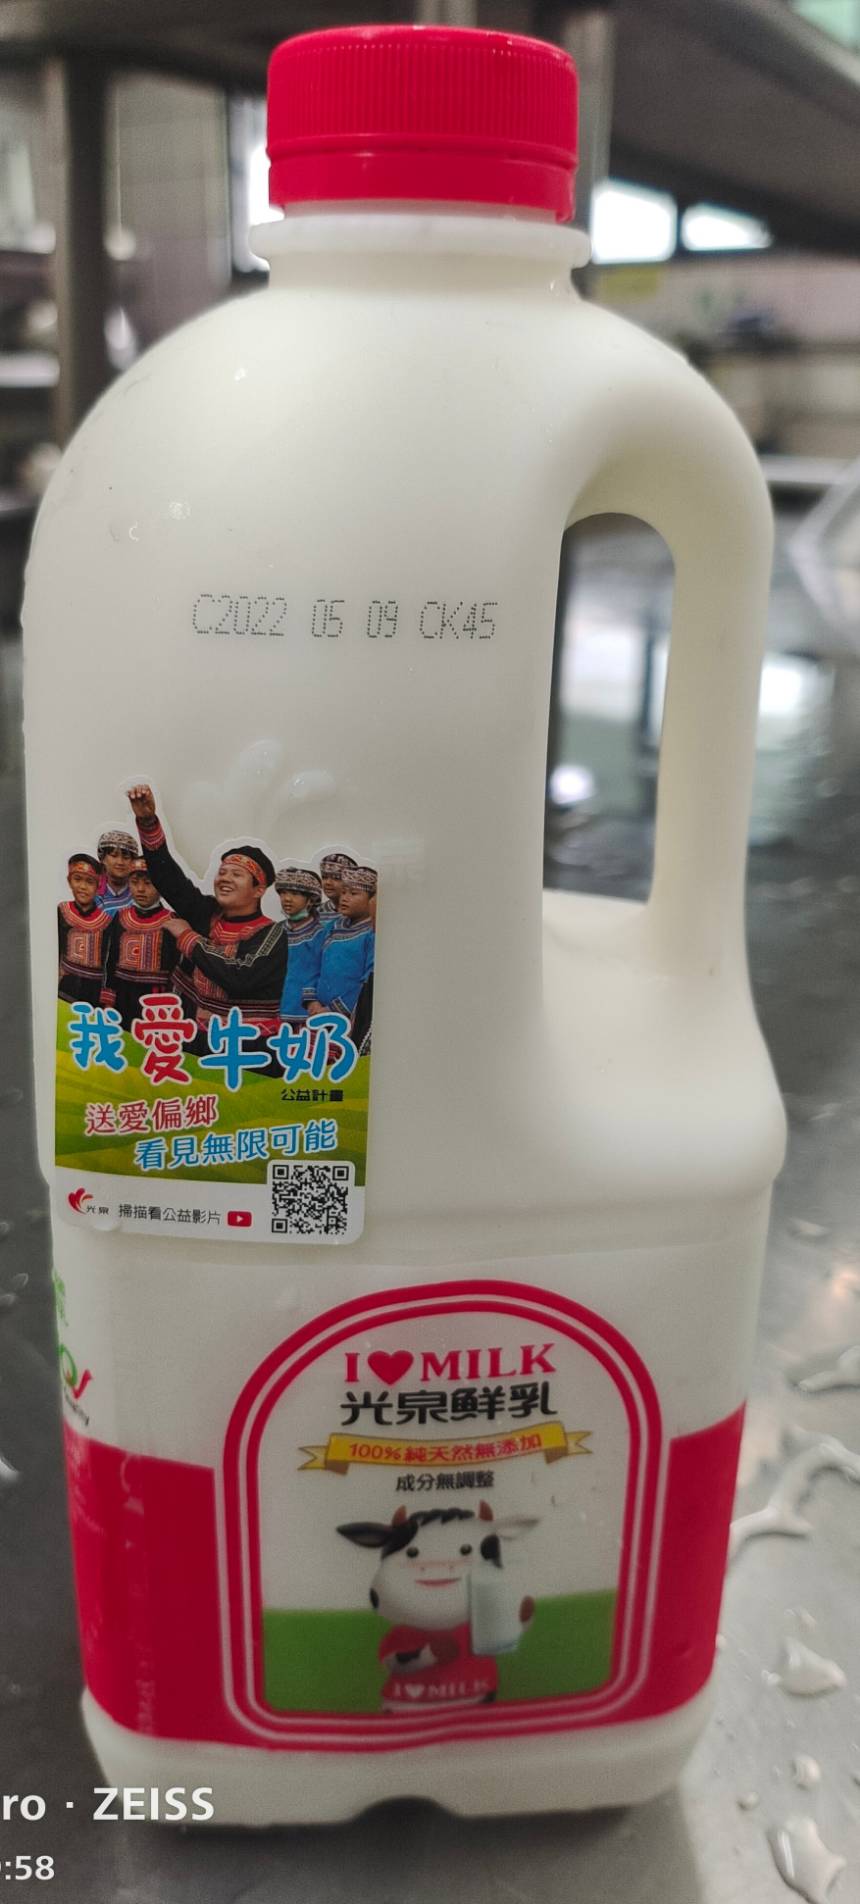 C2022 05 09 CK45
我愛牛奶
公益計畫
送愛偏鄉
看見無限可能
光泉 掃描看公益影片
I♥MILK
光泉鮮乳
100%純天然無添加
成分無調整
I♥MILK
ro · ZEISS
:58